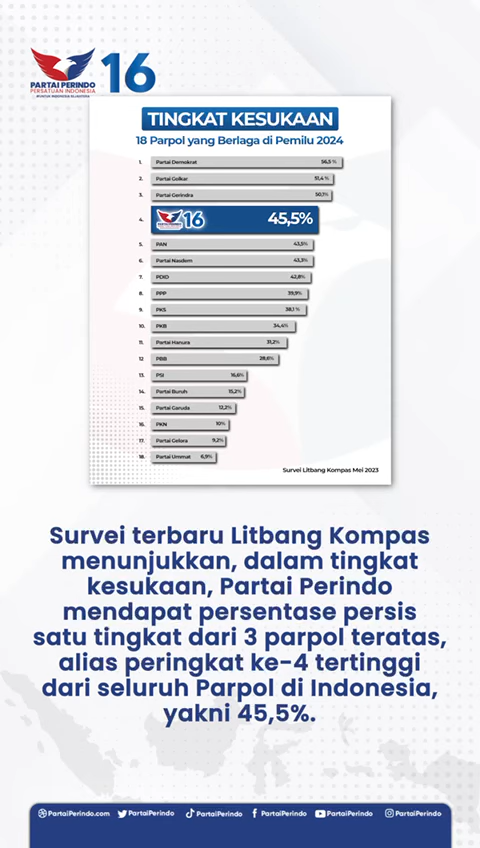 PARTAI PERINDO
PERSATUAN INDONESIA
16
TINGKAT KESUKAAN
18 Parpol yang Berlaga di Pemilu 2024
1. Partai Demokrat 56,5 %
2. Partai Golkar 51,4 %
3. Partai Gerindra 50,1%
4. 16 45,5%
5. PAN 43,5%
6. Partai Nasdem 43,3%
7. PDID 42,8%
8. PPP 39,9%
9. PKS 38,1 %
10. PKB 34,4%
11. Partai Hanura 31,2%
12 PBB 28,6%
13. PSI 16,6%
14. Partai Buruh 15,2%
15. Partai Garuda 12,2%
16. PKN 10%
17. Partai Gelora 9,2%
18. Partai Ummat 6,9%
Survei Litbang Kompas Mei 2023
Survei terbaru Litbang Kompas
menunjukkan, dalam tingkat
kesukaan, Partai Perindo
mendapat persentase persis
satu tingkat dari 3 parpol teratas,
alias peringkat ke-4 tertinggi
dari seluruh Parpol di Indonesia,
yakni 45,5%.
PartaiPerindo.com PartaiPerindo PartaiPerindo PartaiPerindo PartaiPerindo PartaiPerindo